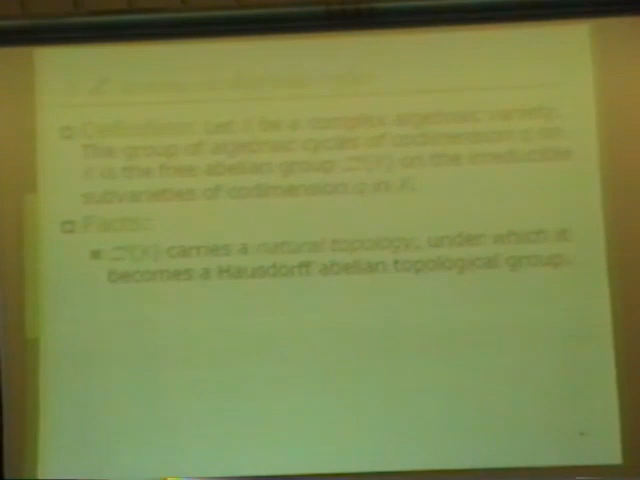 Definition: Let X be a complex algebraic variety.
The group of algebraic cycles of codimension q on
X is the free abelian group on the irreducible
subvarieties of codimension q in X.
Facts:
carries a natural topology, under which it
becomes a Hausdorff abelian topological group.